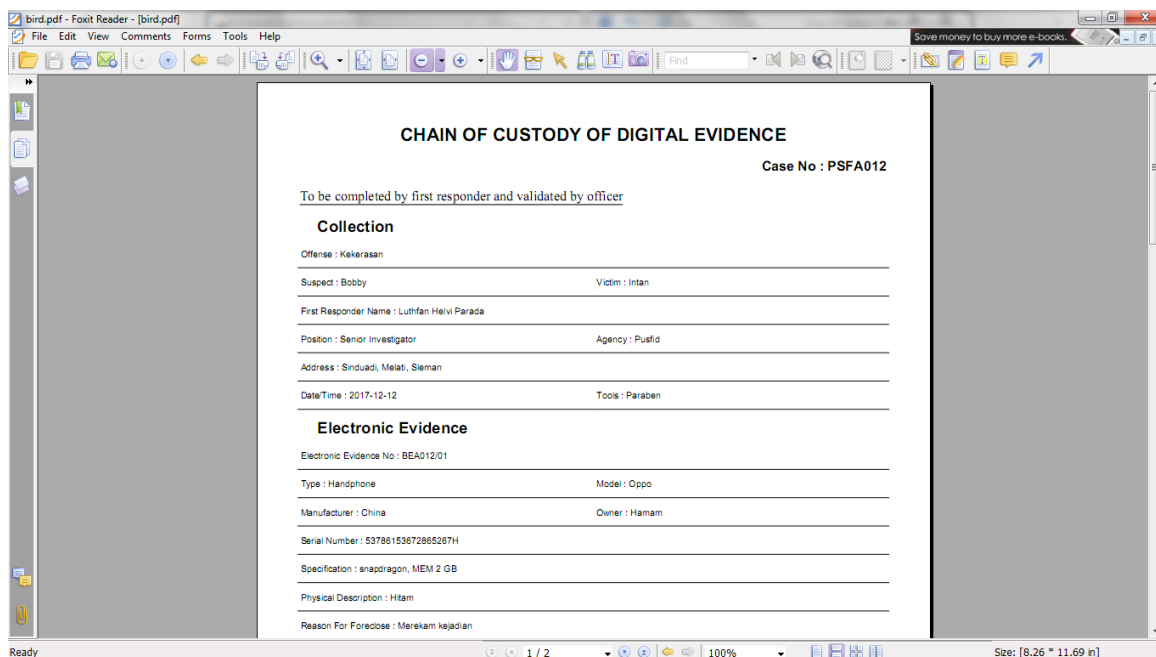 bird.pdf - Foxit Reader - [bird.pdf]
File Edit View Comments Forms Tools Help
Save money to buy more e-books.
Find
CHAIN OF CUSTODY OF DIGITAL EVIDENCE
Case No : PSFA012
To be completed by first responder and validated by officer
Collection
Offense : Kekerasan
Suspect : Bobby Victim : Intan
First Responder Name : Luthfan Helvi Parada
Position : Senior Investigator Agency : Pusfid
Address : Sinduadi, Melati, Sleman
Date/Time : 2017-12-12 Tools : Paraben
Electronic Evidence
Electronic Evidence No : BEA012/01
Type : Handphone Model : Oppo
Manufacturer : China Owner : Hamam
Serial Number : 53786153672865267H
Specification : snapdragon, MEM 2 GB
Physical Description : Hitam
Reason For Foreclose : Merekam kejadian
Ready 1 / 2 100% Size: [8.26 * 11.69 in]